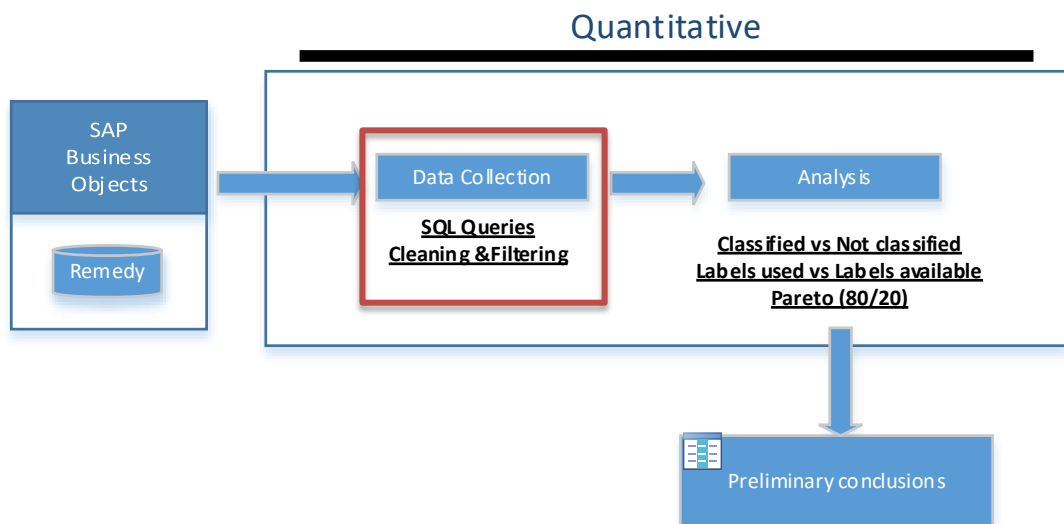 Quantitative
SAP
Business
Objects
Remedy
Data Collection
SQL Queries
Cleaning &Filtering
Analysis
Classified vs Not classified
Labels used vs Labels available
Pareto (80/20)
Preliminary conclusions